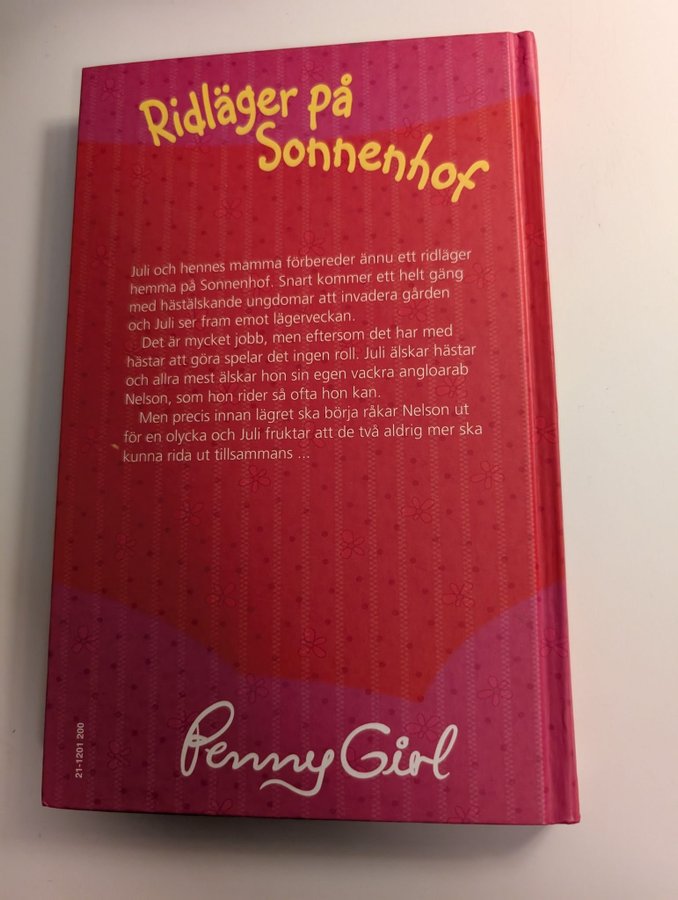 Ridläger på
Sonnenhof
Juli och hennes mamma förbereder ännu ett ridläger
hemma på Sonnenhof. Snart kommer ett helt gäng
med hästälskande ungdomar att invadera gården
och Juli ser fram emot lägerveckan.
Det är mycket jobb, men eftersom det har med
hästar att göra spelar det ingen roll. Juli älskar hästar
och allra mest älskar hon sin egen vackra angloarab
Nelson, som hon rider så ofta hon kan.
Men precis innan lägret ska börja råkar Nelson ut
för en olycka och Juli fruktar att de två aldrig mer ska
kunna rida ut tillsammans ...
21-1201 200
Penny Girl